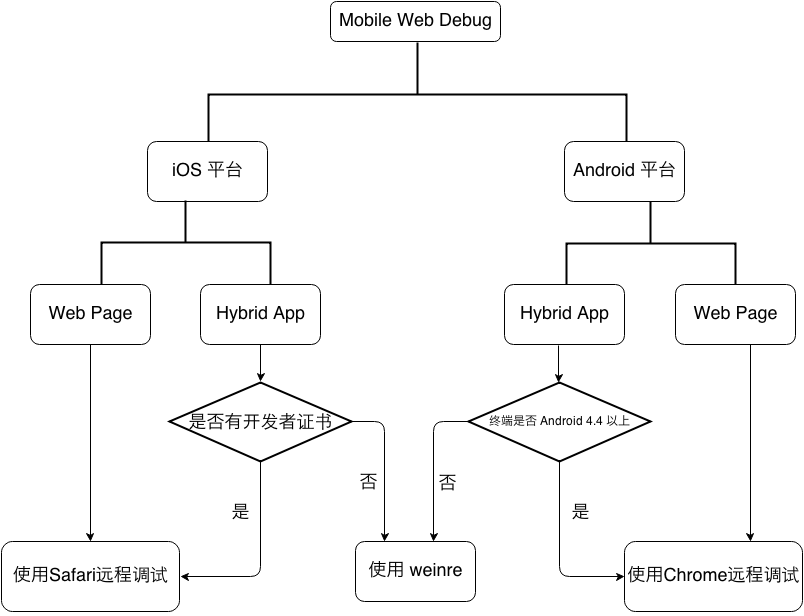 Mobile Web Debug
iOS 平台
Android 平台
Web Page
Hybrid App
Hybrid App
Web Page
是否有开发者证书
终端是否 Android 4.4 以上
否
否
是
是
使用Safari远程调试
使用 weinre
使用Chrome远程调试